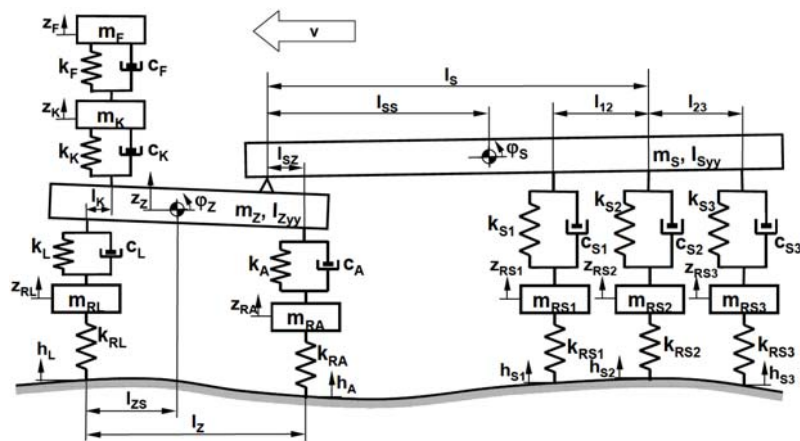 z_F m_F v
k_F c_F
l_S
z_K m_K l_SS l_12 l_23
k_K c_K l_SZ φ_S m_S, I_Syy
l_K z_Z φ_Z m_Z, I_Zyy
k_L c_L k_A c_A k_S1 c_S1 k_S2 c_S2 k_S3 c_S3
z_RL m_RL z_RA m_RA z_RS1 m_RS1 z_RS2 m_RS2 z_RS3 m_RS3
k_RL k_RA k_RS1 k_RS2 k_RS3
h_L h_A h_S1 h_S2 h_S3
l_ZS
l_Z